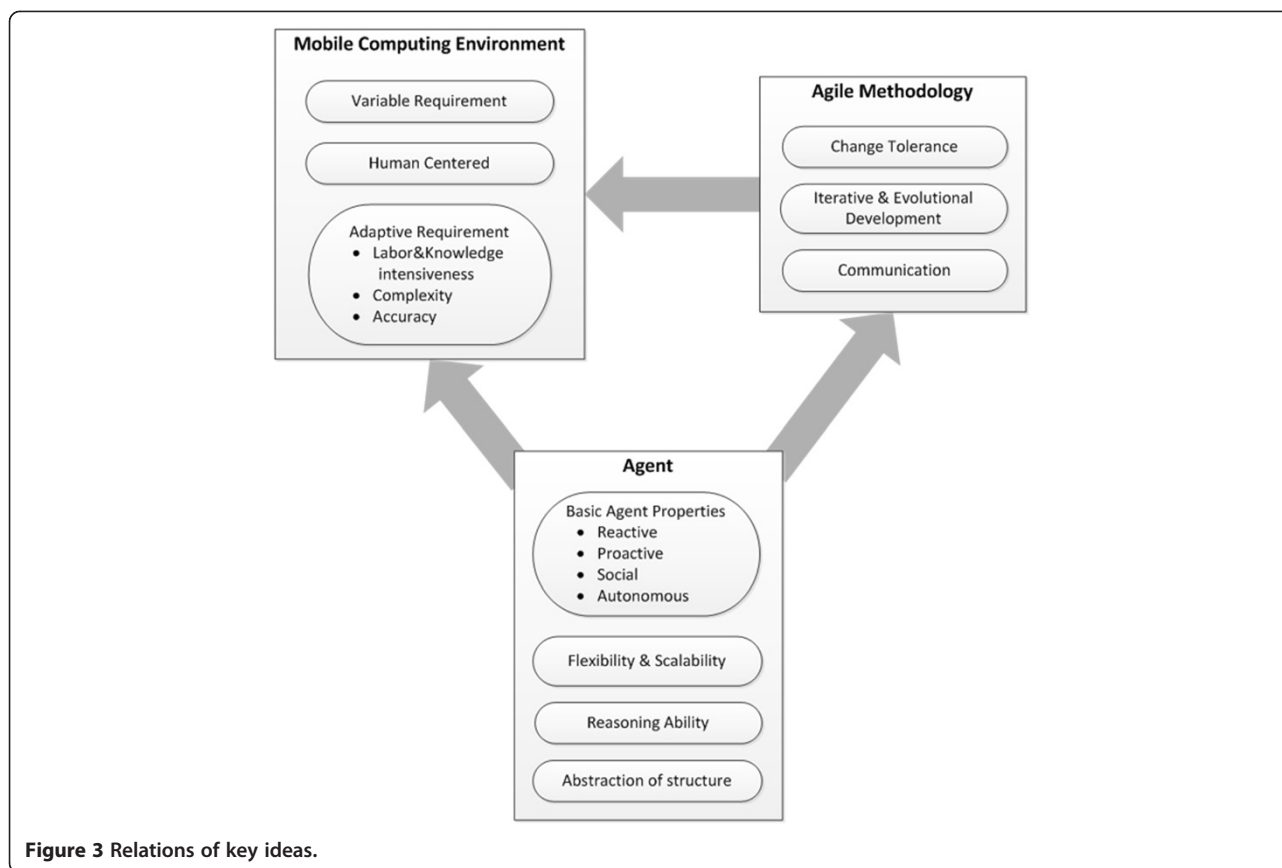 Mobile Computing Environment
Variable Requirement
Human Centered
Adaptive Requirement
• Labor&Knowledge
intensiveness
• Complexity
• Accuracy
Agile Methodology
Change Tolerance
Iterative & Evolutional
Development
Communication
Agent
Basic Agent Properties
• Reactive
• Proactive
• Social
• Autonomous
Flexibility & Scalability
Reasoning Ability
Abstraction of structure
Figure 3 Relations of key ideas.